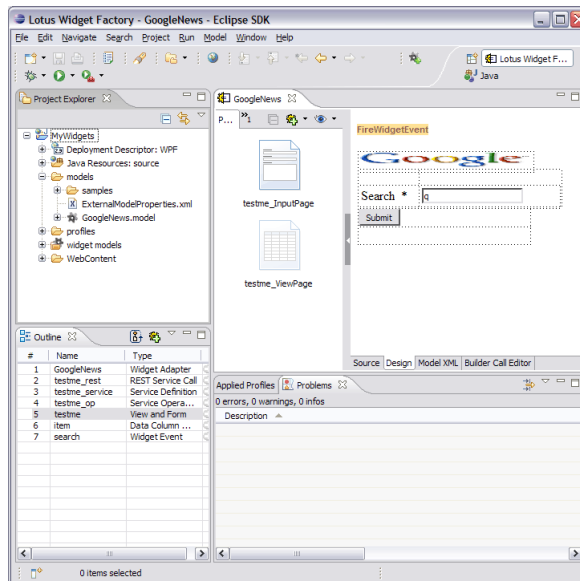 Lotus Widget Factory - GoogleNews - Eclipse SDK
File Edit Navigate Search Project Run Model Window Help
Lotus Widget F...
Java
Project Explorer
MyWidgets
Deployment Descriptor: WPF
Java Resources: source
models
samples
ExternalModelProperties.xml
GoogleNews.model
profiles
widget models
WebContent
GoogleNews
P... »1
testme_InputPage
testme_ViewPage
FireWidgetEvent
Google
Search * q
Submit
Source Design Model XML Builder Call Editor
Outline
# Name Type
1 GoogleNews Widget Adapter
2 testme_rest REST Service Call
3 testme_service Service Definition
4 testme_op Service Opera...
5 testme View and Form
6 item Data Column ...
7 search Widget Event
Applied Profiles Problems
0 errors, 0 warnings, 0 infos
Description
0 items selected